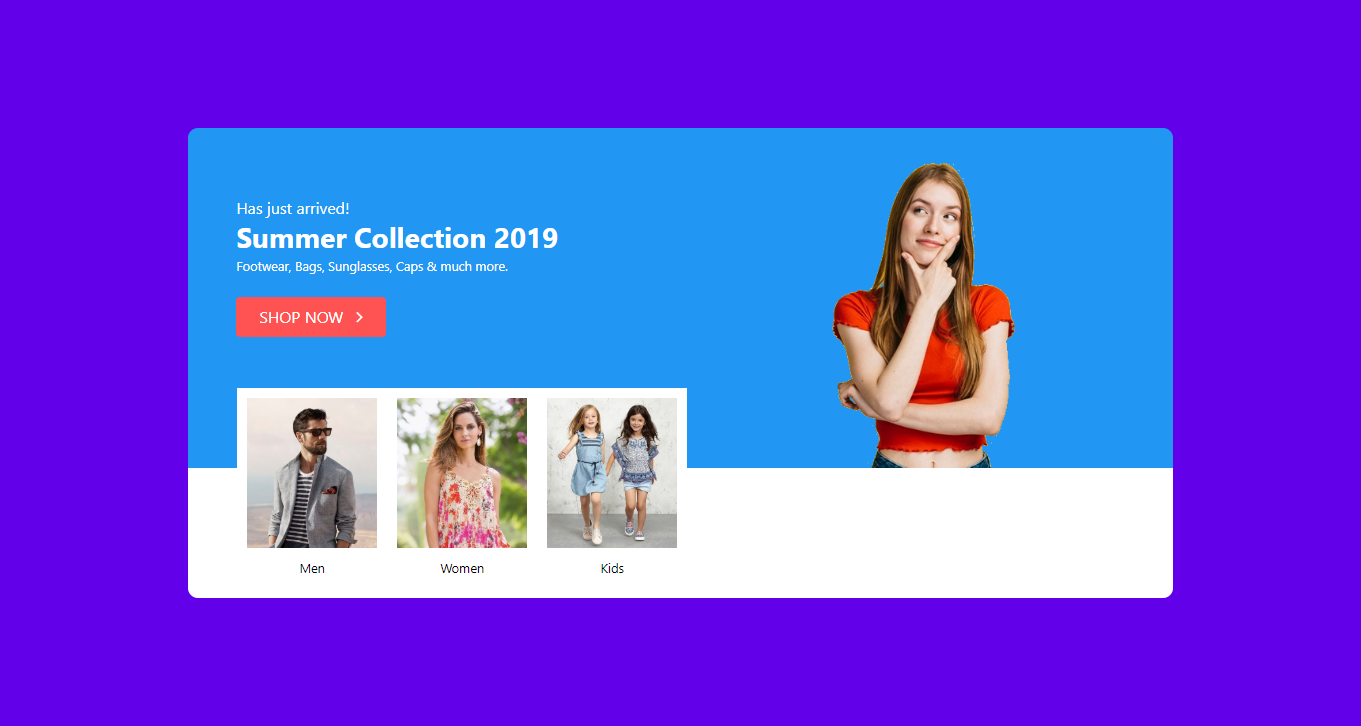 Has just arrived!
Summer Collection 2019
Footwear, Bags, Sunglasses, Caps & much more.
SHOP NOW
Men
Women
Kids